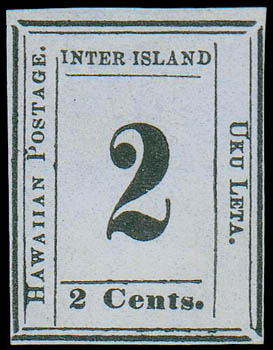 INTER ISLAND
HAWAIIAN POSTAGE.
2
UKU LETA.
2 Cents.